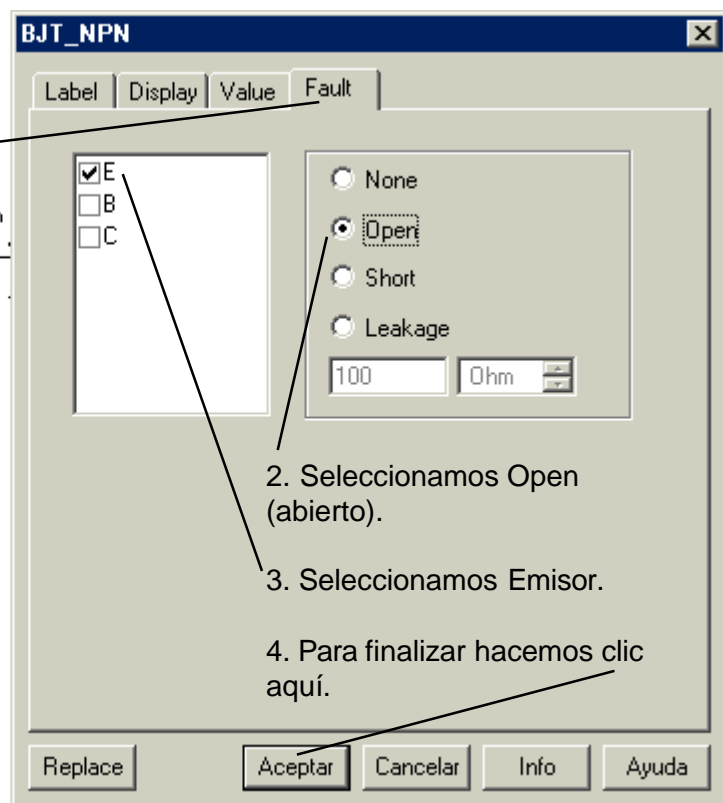 BJT_NPN
Label Display Value Fault
E
B
C
None
Open
Short
Leakage
100 Ohm
2. Seleccionamos Open
(abierto).
3. Seleccionamos Emisor.
4. Para finalizar hacemos clic
aquí.
Replace Aceptar Cancelar Info Ayuda